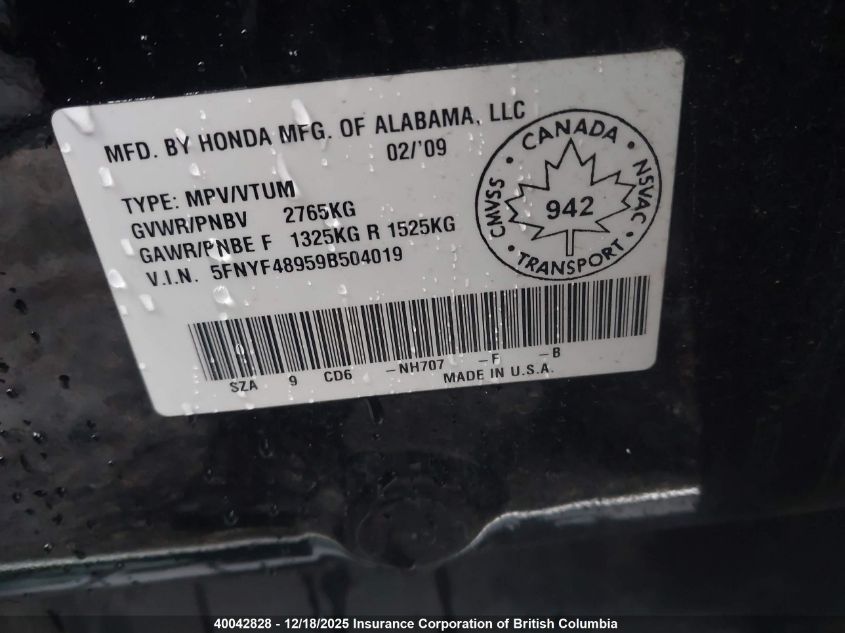 MFD. BY HONDA MFG. OF ALABAMA, LLC
02/'09
TYPE: MPV/VTUM
GVWR/PNBV 2765KG
GAWR/PNBE F 1325KG R 1525KG
V.I.N. 5FNYF48959B504019
CANADA
CMVSS • NSVAC
942
• TRANSPORT •
SZA 9 CD6 -NH707 -F -B
MADE IN U.S.A.
40042828 - 12/18/2025 Insurance Corporation of British Columbia